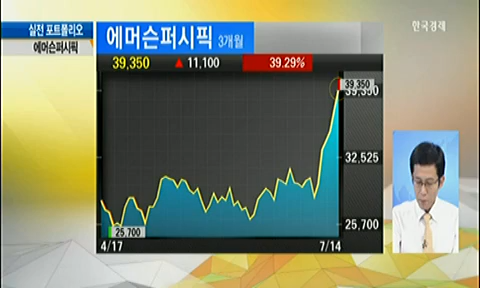 실전 포트폴리오
에머슨퍼시픽
에머슨퍼시픽 3개월
한국경제
39,350 ▲ 11,100 39.29%
39,350
39,390
32,525
25,700
25,700
4/17 7/14